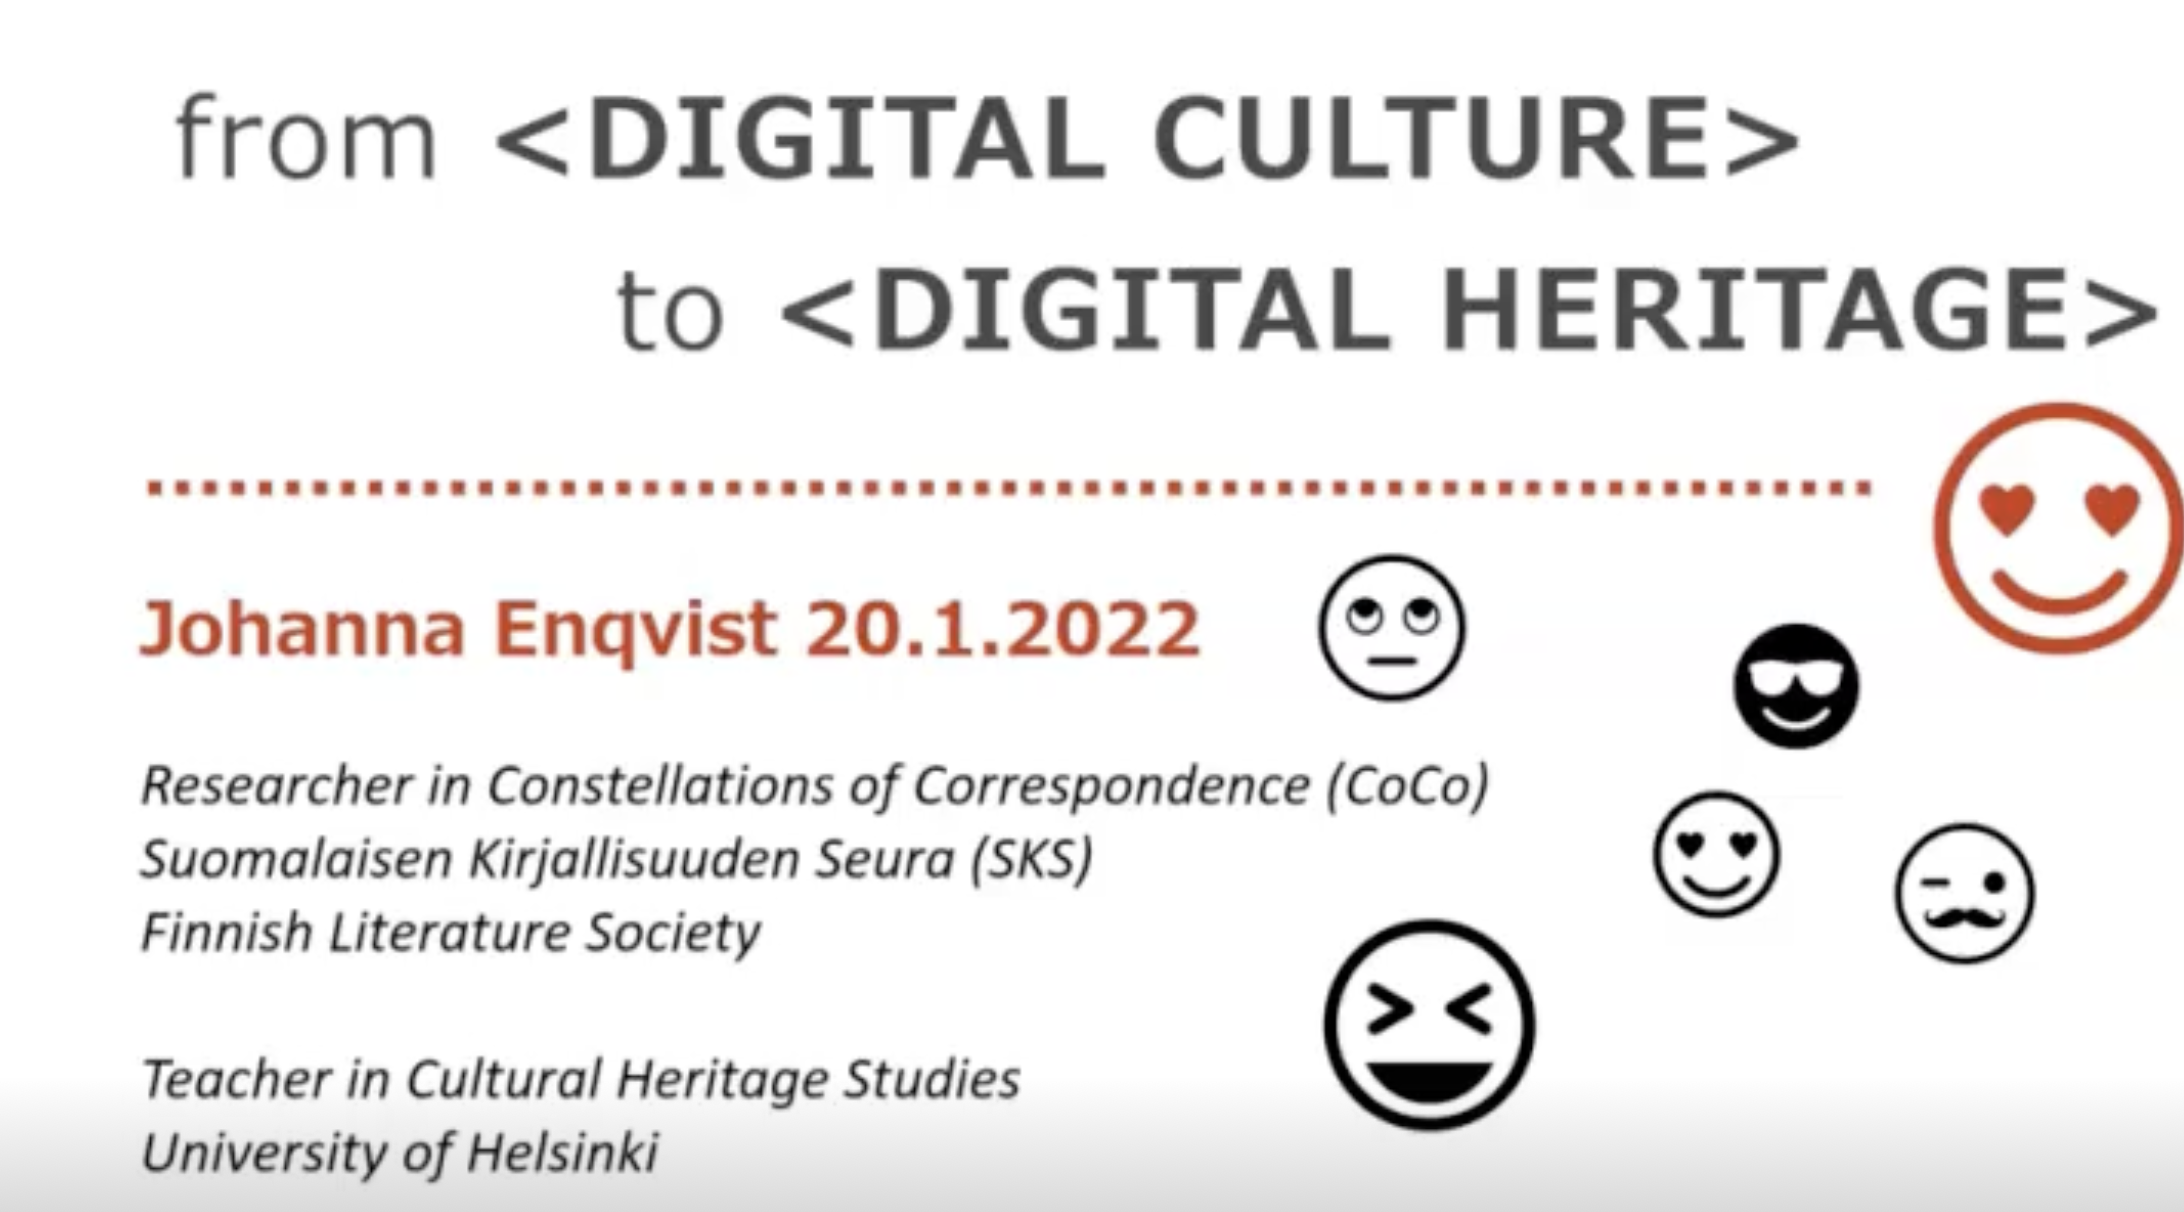 from <DIGITAL CULTURE>
to <DIGITAL HERITAGE>
Johanna Enqvist 20.1.2022
Researcher in Constellations of Correspondence (CoCo)
Suomalaisen Kirjallisuuden Seura (SKS)
Finnish Literature Society
Teacher in Cultural Heritage Studies
University of Helsinki